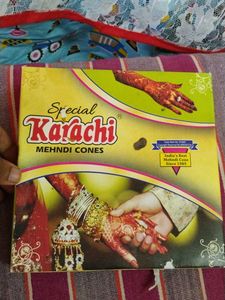 Special
Karachi®
MEHNDI CONES
India's Best
Mehndi Cone
Since 1985